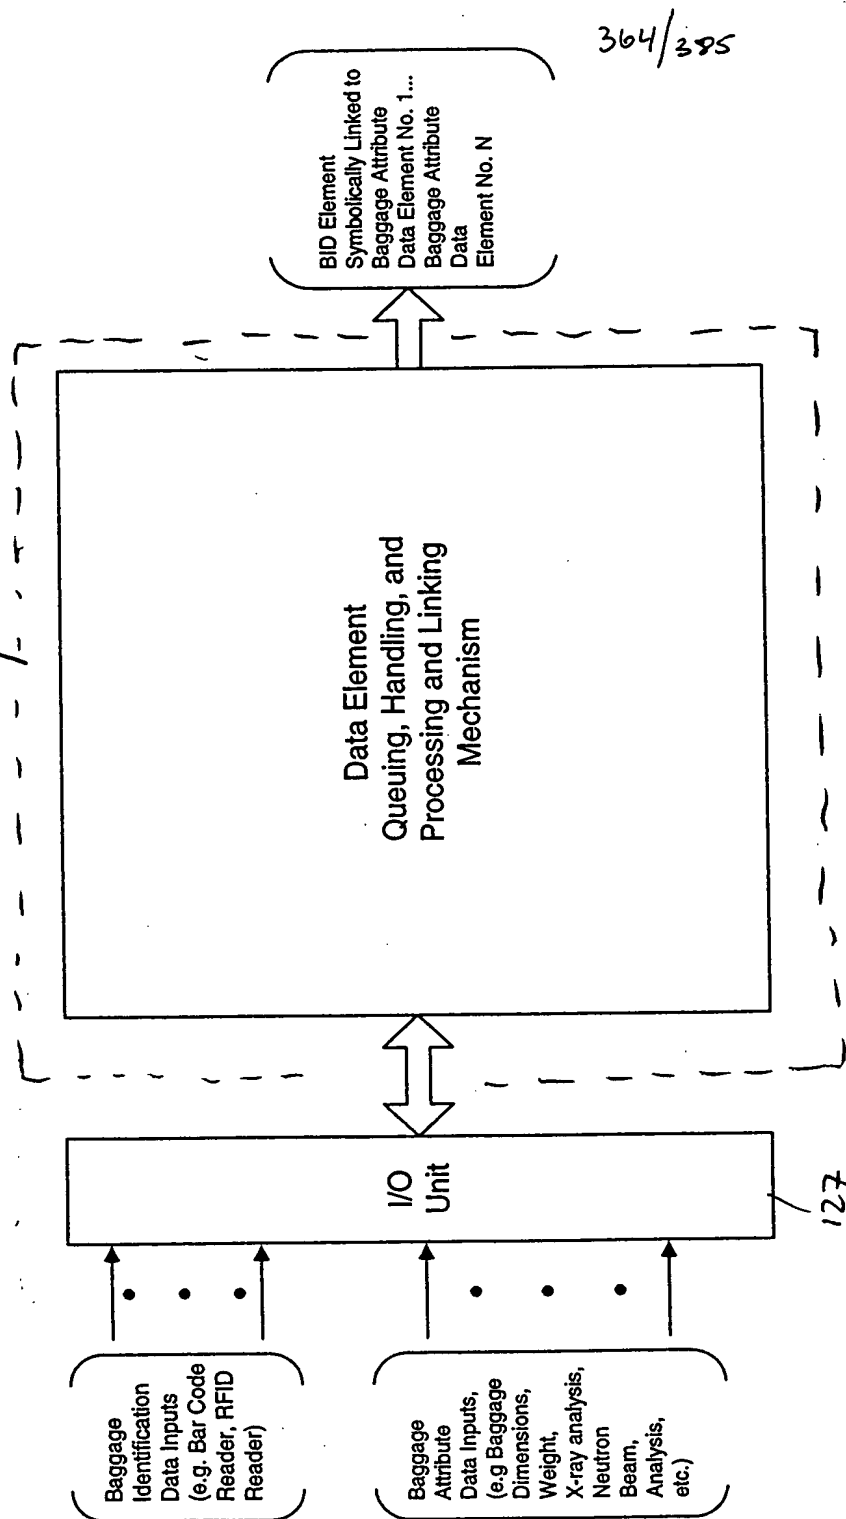 364/385
Baggage
Identification
Data Inputs
(e.g. Bar Code
Reader, RFID
Reader)
Baggage
Attribute
Data Inputs,
(e.g Baggage
Dimensions,
Weight,
X-ray analysis,
Neutron
Beam,
Analysis,
etc.)
I/O
Unit
127
Data Element
Queuing, Handling, and
Processing and Linking
Mechanism
BID Element
Symbolically Linked to
Baggage Attribute
Data Element No. 1...
Baggage Attribute
Data
Element No. N